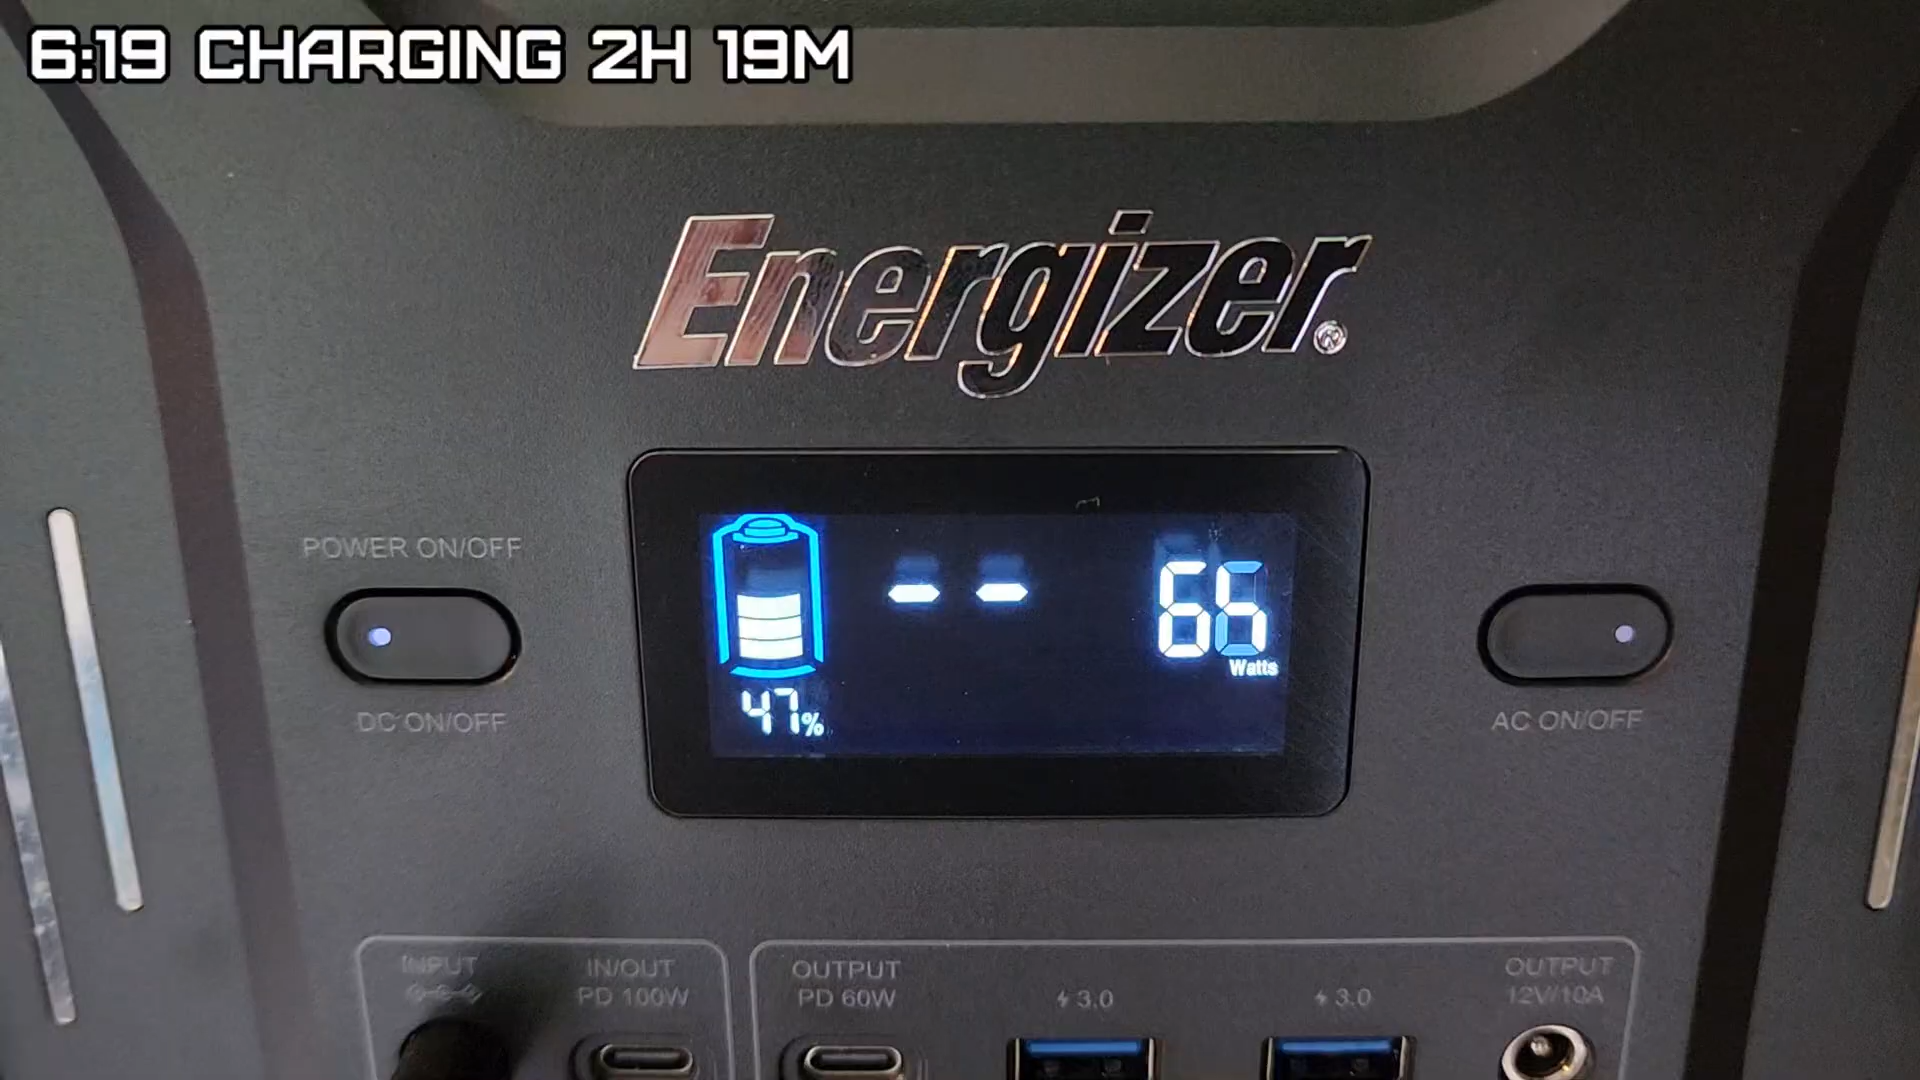 6:19 CHARGING 2H 19M
Energizer®
POWER ON/OFF
DC ON/OFF
47%
- -
66
Watts
AC ON/OFF
INPUT
IN/OUT
PD 100W
OUTPUT
PD 60W
3.0
3.0
OUTPUT
12V/10A